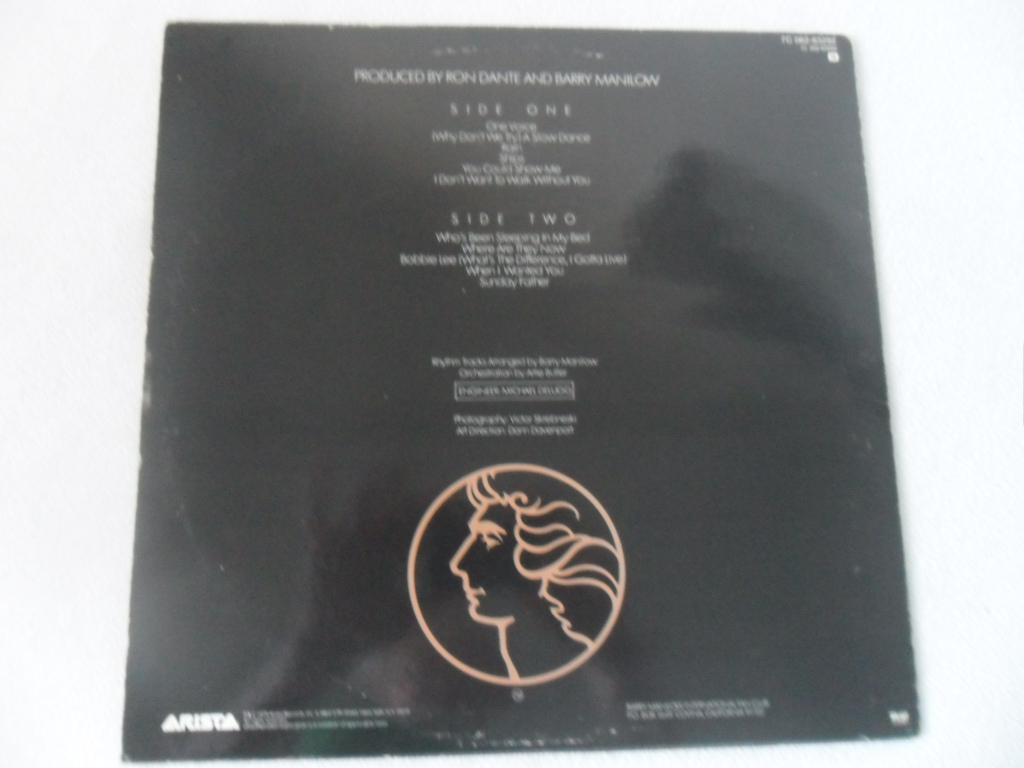 PRODUCED BY RON DANTE AND BARRY MANILOW
SIDE ONE
One Voice
(Why Don't We Try) A Slow Dance
Rain
Ships
You Could Show Me
I Don't Want To Walk Without You
SIDE TWO
Who's Been Sleeping In My Bed
Where Are They Now
Bobbie Lee (What's The Difference, I Gotta Live)
When I Wanted You
Sunday Father
Rhythm Tracks Arranged by Barry Manilow
Orchestration by Artie Butler
ENGINEER: MICHAEL DELUGG
Photography: Victor Skrebneski
Art Direction: Donn Davenport
ARISTA